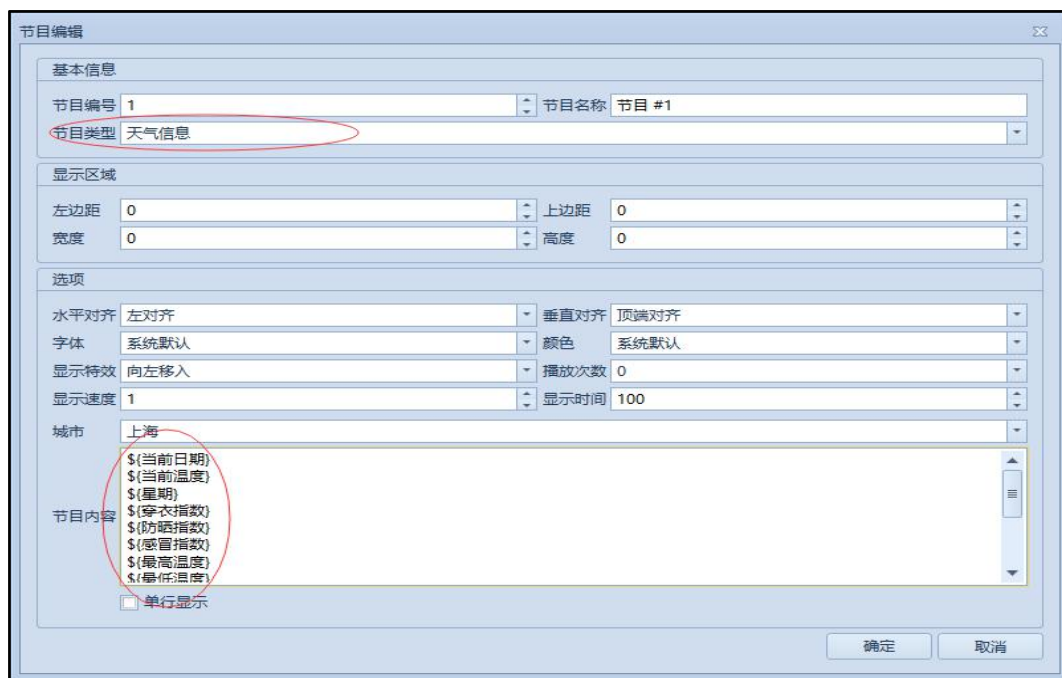 节目编辑
基本信息
节目编号 1 节目名称 节目 #1
节目类型 天气信息
显示区域
左边距 0 上边距 0
宽度 0 高度 0
选项
水平对齐 左对齐 垂直对齐 顶端对齐
字体 系统默认 颜色 系统默认
显示特效 向左移入 播放次数 0
显示速度 1 显示时间 100
城市 上海
节目内容
${当前日期}
${当前温度}
${星期}
${穿衣指数}
${防晒指数}
${感冒指数}
${最高温度}
${最低温度}
单行显示
确定 取消